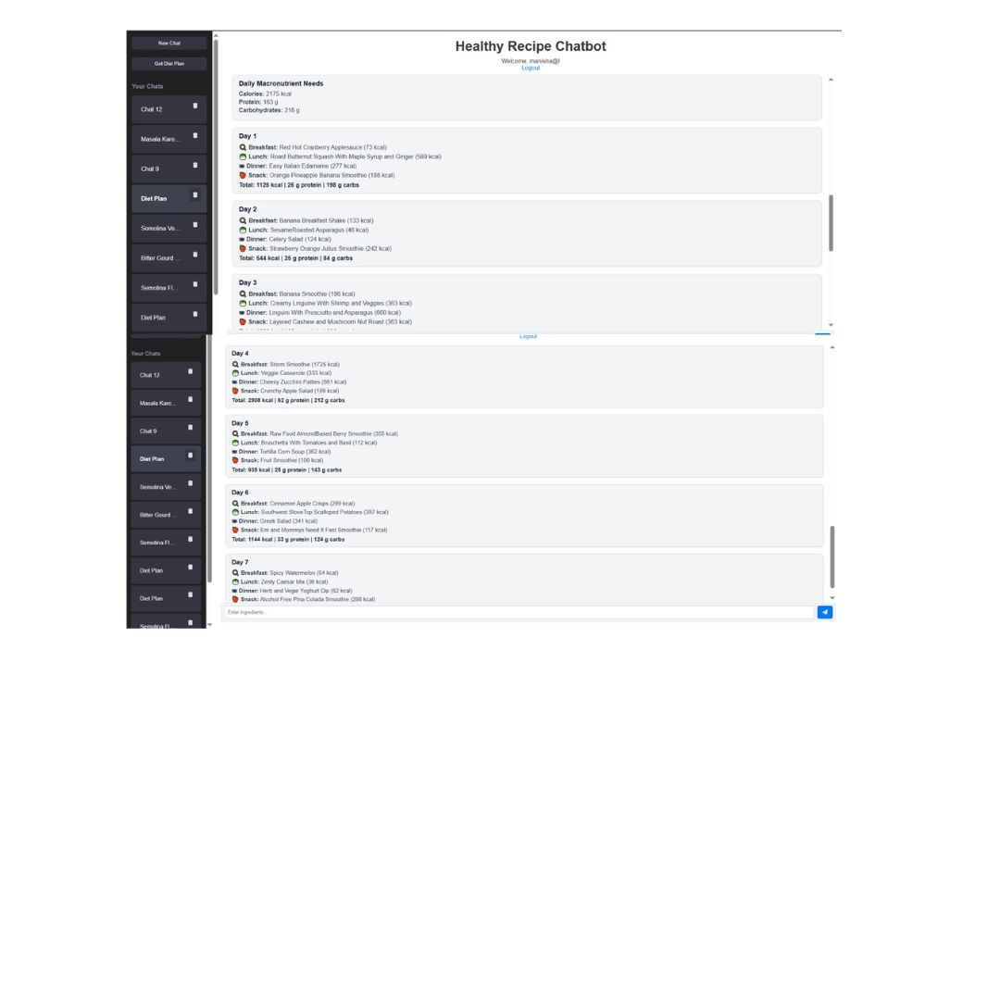 New Chat
Get Diet Plan
Your Chats
Chat 12
Masala Kare...
Chat 9
Diet Plan
Semolina Ve...
Bitter Gourd ...
Semolina Fl...
Diet Plan
Healthy Recipe Chatbot
Welcome, manisha@!
Logout
Daily Macronutrient Needs
Calories: 2175 kcal
Protein: 163 g
Carbohydrates: 218 g
Day 1
Breakfast: Red Hot Cranberry Applesauce (73 kcal)
Lunch: Roast Butternut Squash With Maple Syrup and Ginger (589 kcal)
Dinner: Easy Italian Edamame (277 kcal)
Snack: Orange Pineapple Banana Smoothie (186 kcal)
Total: 1126 kcal | 26 g protein | 198 g carbs
Day 2
Breakfast: Banana Breakfast Shake (133 kcal)
Lunch: SesameRoasted Asparagus (46 kcal)
Dinner: Celery Salad (124 kcal)
Snack: Strawberry Orange Julius Smoothie (242 kcal)
Total: 544 kcal | 25 g protein | 84 g carbs
Day 3
Breakfast: Banana Smoothie (196 kcal)
Lunch: Creamy Linguine With Shrimp and Veggies (363 kcal)
Dinner: Linguini With Prosciutto and Asparagus (660 kcal)
Snack: Layered Cashew and Mushroom Nut Roast (363 kcal)
Your Chats
Chat 12
Masala Kare...
Chat 9
Diet Plan
Semolina Ve...
Bitter Gourd ...
Semolina Fl...
Diet Plan
Diet Plan
Semolina Fl...
Logout
Day 4
Breakfast: Storm Smoothie (1725 kcal)
Lunch: Veggie Casserole (333 kcal)
Dinner: Cheesy Zucchini Patties (661 kcal)
Snack: Crunchy Apple Salad (189 kcal)
Total: 2908 kcal | 62 g protein | 212 g carbs
Day 5
Breakfast: Raw Food AlmondBased Berry Smoothie (355 kcal)
Lunch: Bruschetta With Tomatoes and Basil (112 kcal)
Dinner: Tortilla Corn Soup (362 kcal)
Snack: Fruit Smoothie (106 kcal)
Total: 935 kcal | 25 g protein | 143 g carbs
Day 6
Breakfast: Cinnamon Apple Crisps (289 kcal)
Lunch: Southwest StoveTop Scalloped Potatoes (397 kcal)
Dinner: Greek Salad (341 kcal)
Snack: Em and Mommys Need It Fast Smoothie (117 kcal)
Total: 1144 kcal | 33 g protein | 124 g carbs
Day 7
Breakfast: Spicy Watermelon (54 kcal)
Lunch: Zesty Caesar Mix (36 kcal)
Dinner: Herb and Vegie Yoghurt Dip (62 kcal)
Snack: Alcohol Free Pina Colada Smoothie (208 kcal)
Enter ingredients...